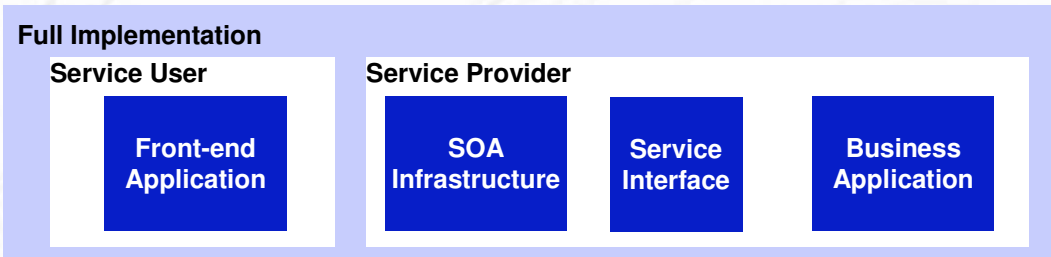 Full Implementation
Service User
Service Provider
Front-end
Application
SOA
Infrastructure
Service
Interface
Business
Application